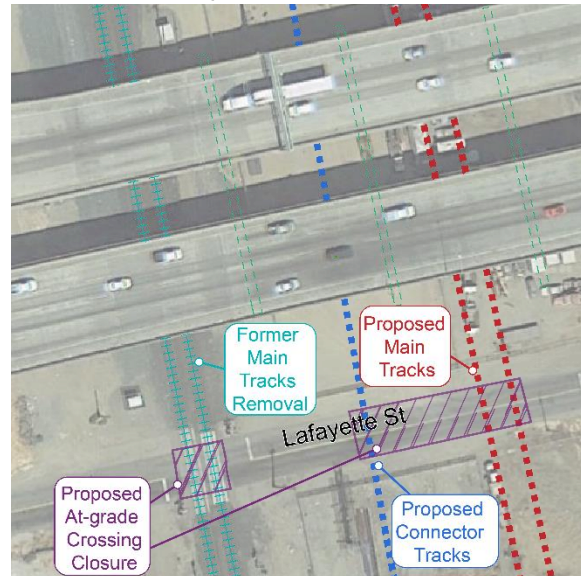 Former
Main
Tracks
Removal
Proposed
Main
Tracks
Lafayette St
Proposed
At-grade
Crossing
Closure
Proposed
Connector
Tracks